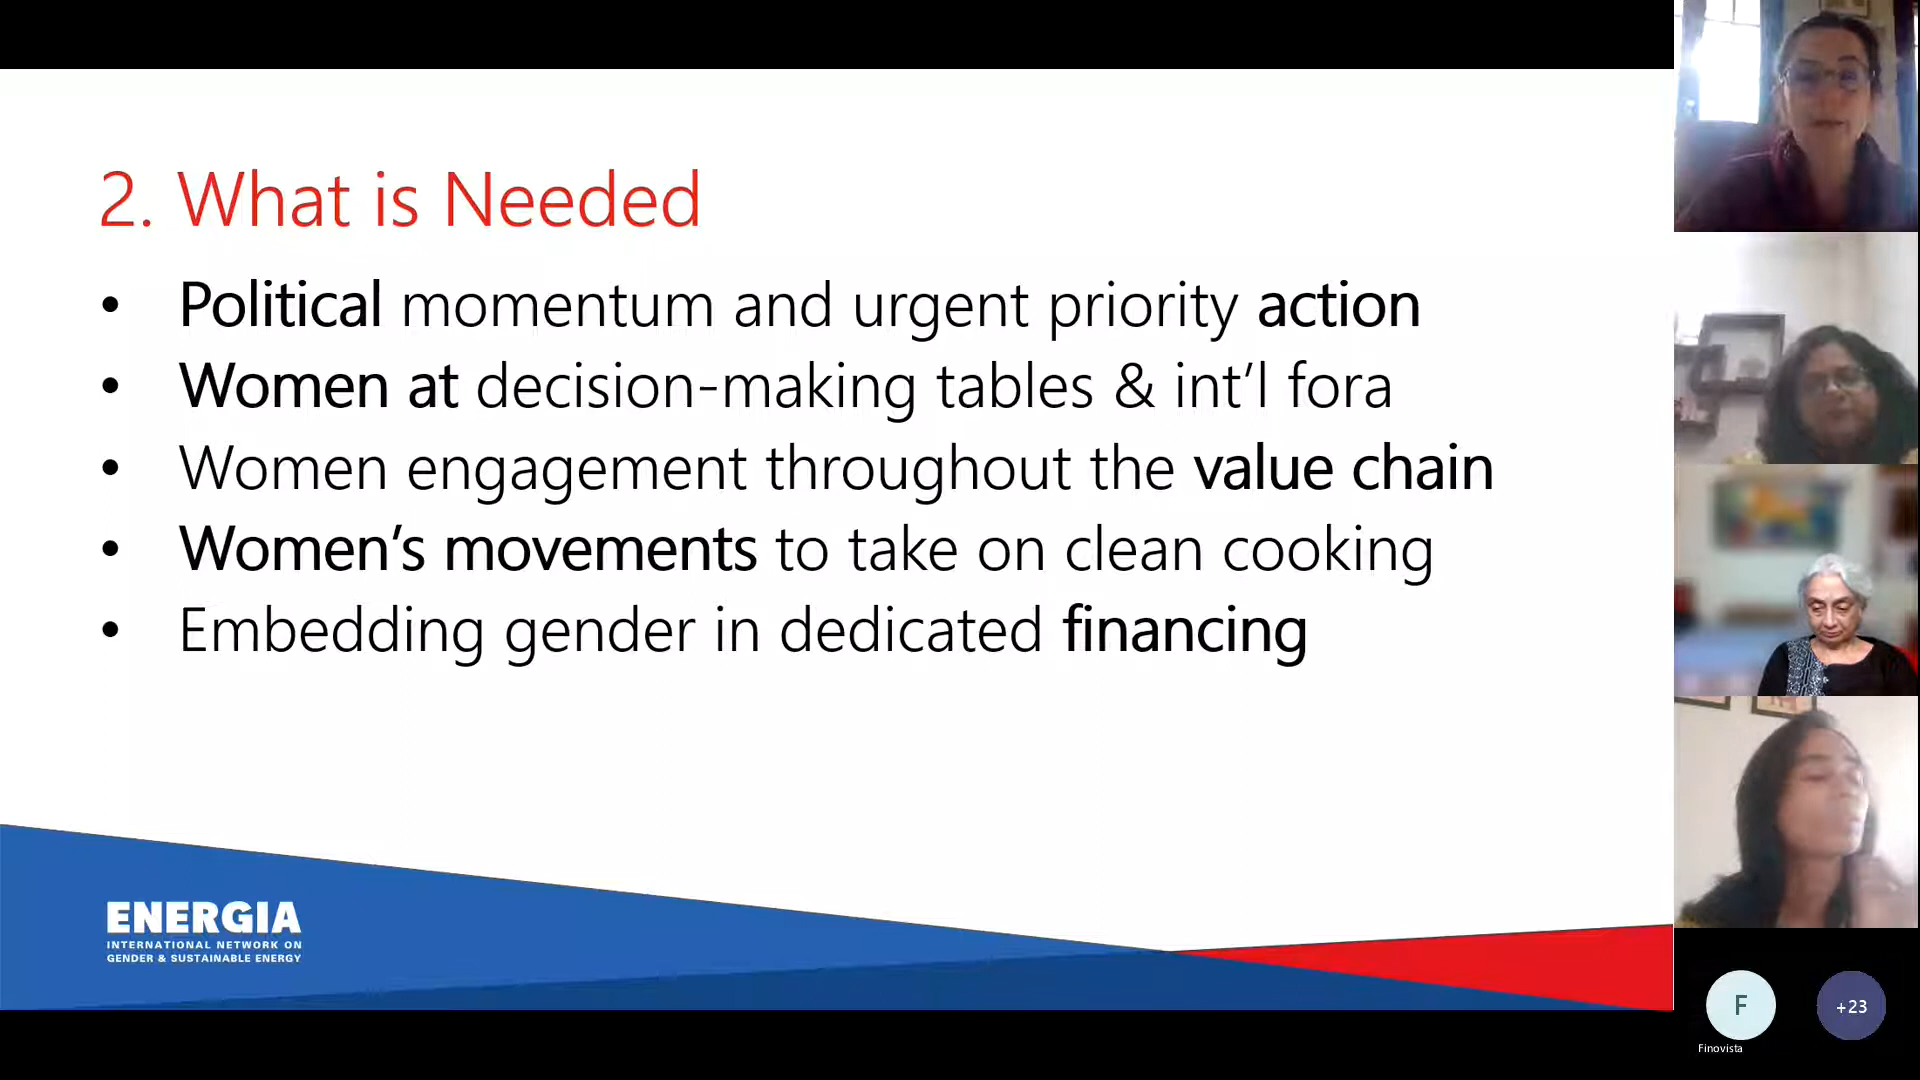 2. What is Needed
• Political momentum and urgent priority action
• Women at decision-making tables & int’l fora
• Women engagement throughout the value chain
• Women’s movements to take on clean cooking
• Embedding gender in dedicated financing
ENERGIA
INTERNATIONAL NETWORK ON
GENDER & SUSTAINABLE ENERGY
F
+23
Finovista